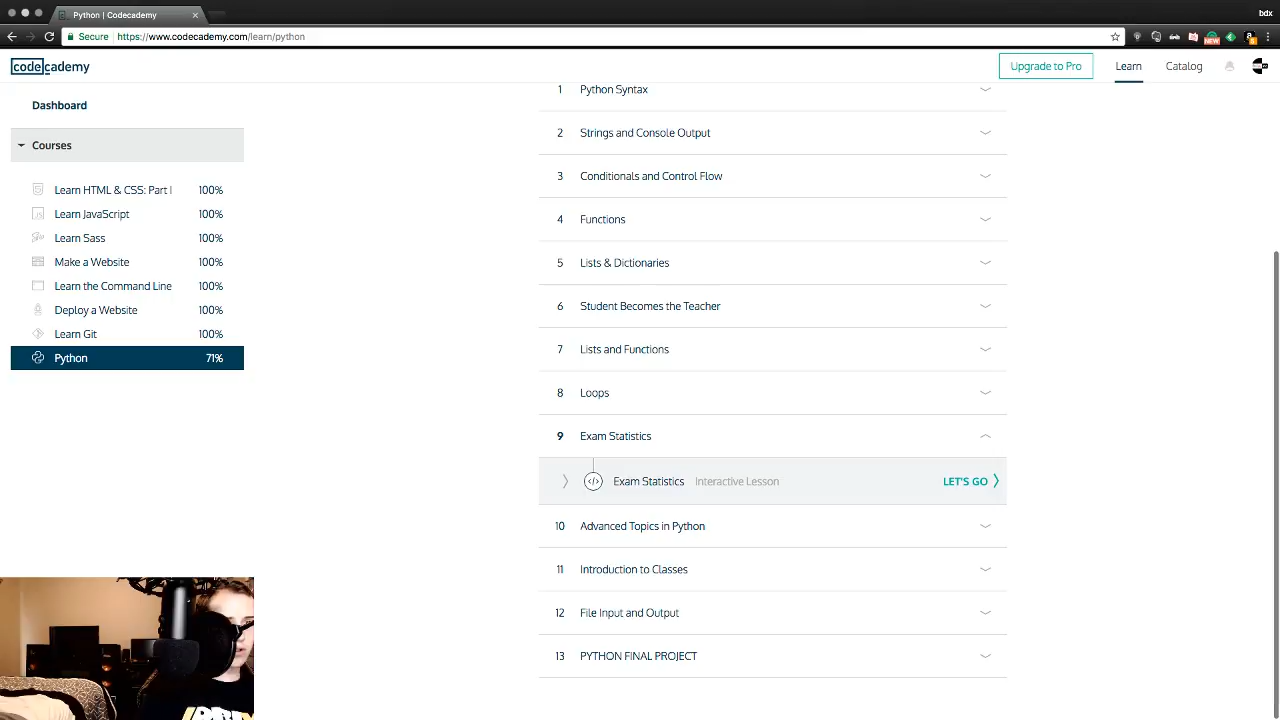 Python | Codecademy
bdx
Secure https://www.codecademy.com/learn/python
NEW
codecademy
Upgrade to Pro
Learn
Catalog
Dashboard
Courses
Learn HTML & CSS: Part I 100%
Learn JavaScript 100%
Learn Sass 100%
Make a Website 100%
Learn the Command Line 100%
Deploy a Website 100%
Learn Git 100%
Python 71%
1 Python Syntax
2 Strings and Console Output
3 Conditionals and Control Flow
4 Functions
5 Lists & Dictionaries
6 Student Becomes the Teacher
7 Lists and Functions
8 Loops
9 Exam Statistics
Exam Statistics Interactive Lesson LET'S GO
10 Advanced Topics in Python
11 Introduction to Classes
12 File Input and Output
13 PYTHON FINAL PROJECT